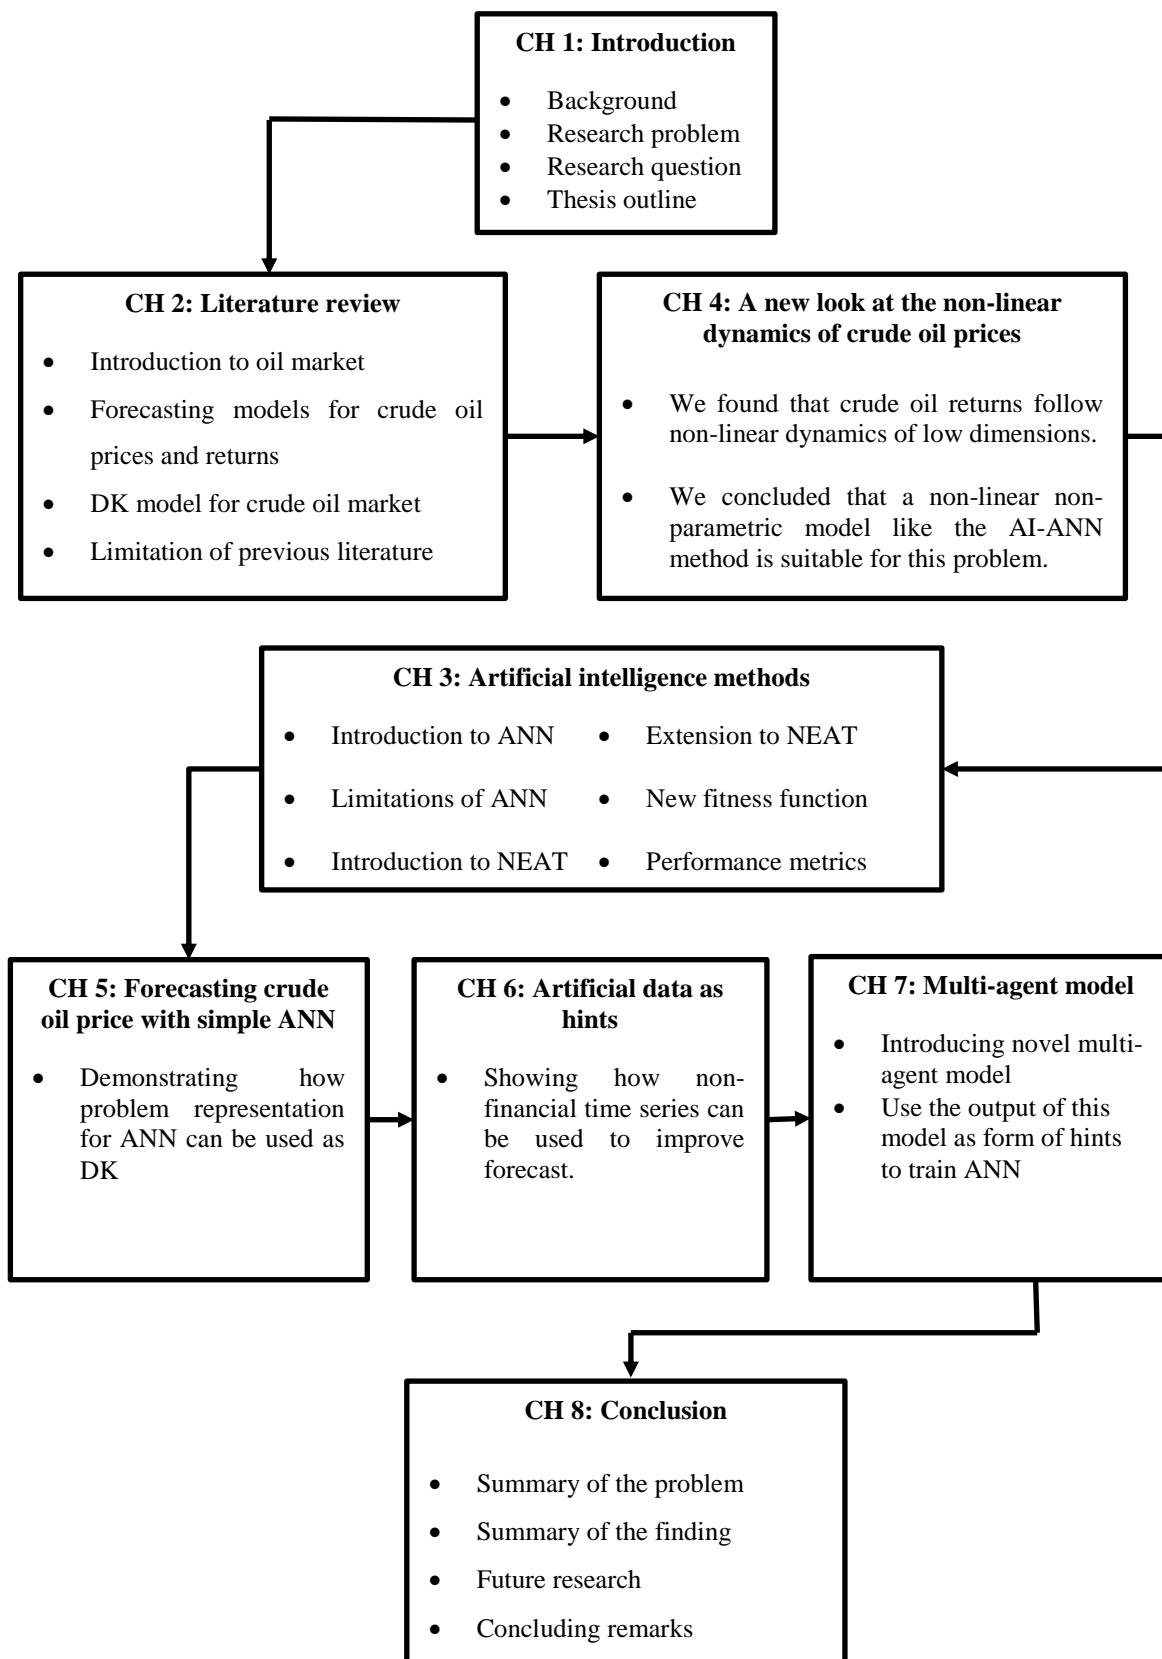 CH 1: Introduction
• Background
• Research problem
• Research question
• Thesis outline
CH 2: Literature review
• Introduction to oil market
• Forecasting models for crude oil
prices and returns
• DK model for crude oil market
• Limitation of previous literature
CH 4: A new look at the non-linear
dynamics of crude oil prices
• We found that crude oil returns follow
non-linear dynamics of low dimensions.
• We concluded that a non-linear non-
parametric model like the AI-ANN
method is suitable for this problem.
CH 3: Artificial intelligence methods
• Introduction to ANN
• Limitations of ANN
• Introduction to NEAT
• Extension to NEAT
• New fitness function
• Performance metrics
CH 5: Forecasting crude
oil price with simple ANN
• Demonstrating how
problem representation
for ANN can be used as
DK
CH 6: Artificial data as
hints
• Showing how non-
financial time series can
be used to improve
forecast.
CH 7: Multi-agent model
• Introducing novel multi-
agent model
• Use the output of this
model as form of hints
to train ANN
CH 8: Conclusion
• Summary of the problem
• Summary of the finding
• Future research
• Concluding remarks